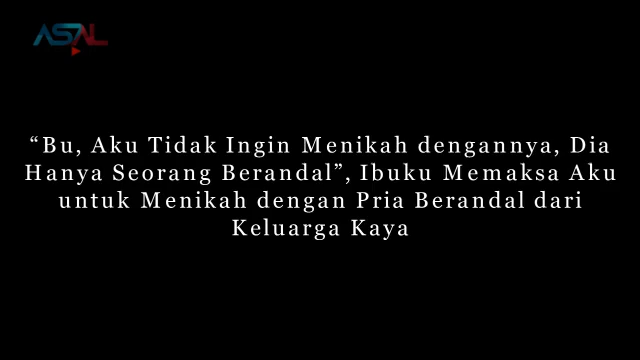 ASAL
“Bu, Aku Tidak Ingin Menikah dengannya, Dia
Hanya Seorang Berandal”, Ibuku Memaksa Aku
untuk Menikah dengan Pria Berandal dari
Keluarga Kaya